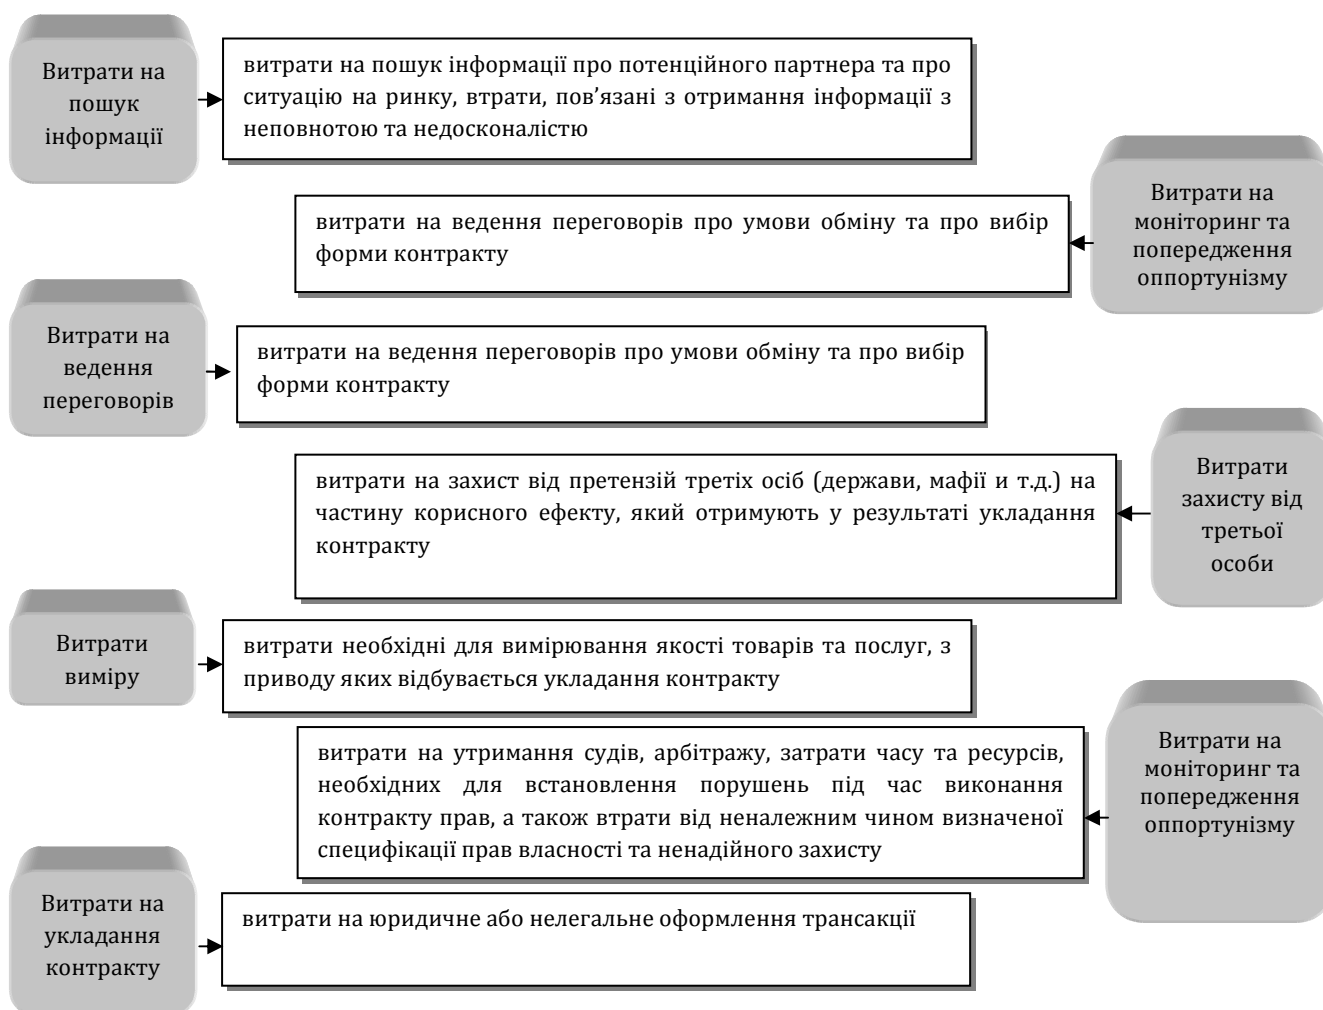 Витрати на
пошук
інформації
витрати на пошук інформації про потенційного партнера та про
ситуацію на ринку, втрати, пов’язані з отримання інформації з
неповнотою та недосконалістю
витрати на ведення переговорів про умови обміну та про вибір
форми контракту
Витрати на
моніторинг та
попередження
оппортунізму
Витрати на
ведення
переговорів
витрати на ведення переговорів про умови обміну та про вибір
форми контракту
витрати на захист від претензій третіх осіб (держави, мафії и т.д.) на
частину корисного ефекту, який отримують у результаті укладання
контракту
Витрати
захисту від
третьої
особи
Витрати
виміру
витрати необхідні для вимірювання якості товарів та послуг, з
приводу яких відбувається укладання контракту
витрати на утримання судів, арбітражу, затрати часу та ресурсів,
необхідних для встановлення порушень під час виконання
контракту прав, а також втрати від неналежним чином визначеної
специфікації прав власності та ненадійного захисту
Витрати на
моніторинг та
попередження
оппортунізму
Витрати на
укладання
контракту
витрати на юридичне або нелегальне оформлення трансакції